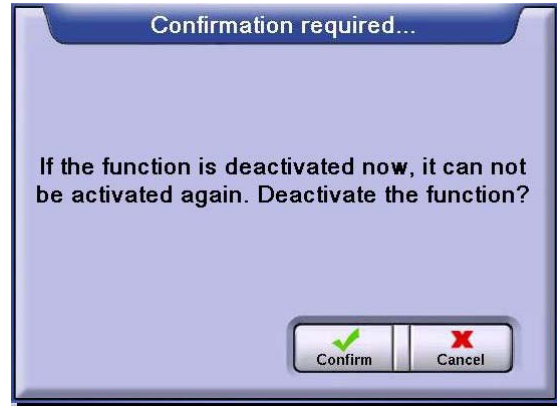 Confirmation required...
If the function is deactivated now, it can not
be activated again. Deactivate the function?
Confirm
Cancel